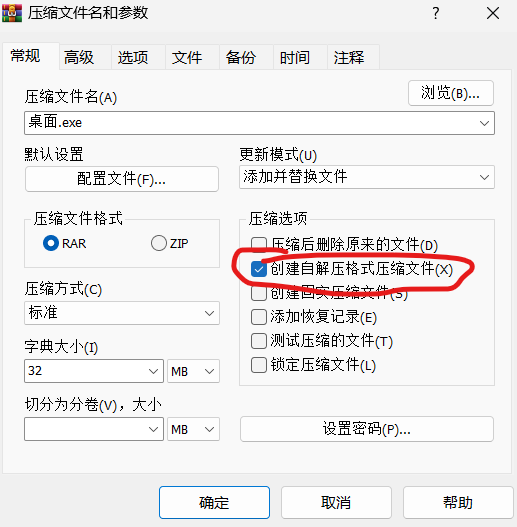 压缩文件名和参数
常规 高级 选项 文件 备份 时间 注释
压缩文件名(A)
浏览(B)...
桌面.exe
默认设置
配置文件(F)...
更新模式(U)
添加并替换文件
压缩文件格式
RAR ZIP
压缩方式(C)
标准
字典大小(I)
32 MB
切分为分卷(V)，大小
MB
压缩选项
压缩后删除原来的文件(D)
创建自解压格式压缩文件(X)
创建固实压缩文件(S)
添加恢复记录(E)
测试压缩的文件(T)
锁定压缩文件(L)
设置密码(P)...
确定 取消 帮助